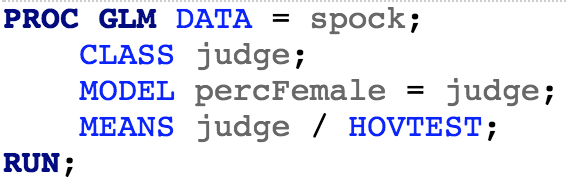 PROC GLM DATA = spock;
CLASS judge;
MODEL percFemale = judge;
MEANS judge / HOVTEST;
RUN;